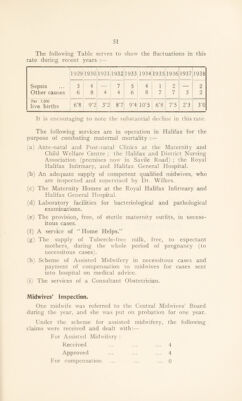 51
The following Table serves to show the fluctuations in this
rate during recent years :—
1929 1930 1931 1932 1933 1934 1935 1936 1937 1938
Sepsis ... 5 4 — 7 5 4 1 2 — 2
Other causes 6 8 4 4 6 8 7 7 5 2
Per 1,000
live births 6'8 9'2 3'2 8'7 9'4 10'5 6'8 7'5 2'3 3'0
It is encouraging to note the substantial decline in this rate.
The following services are in operation in Halifax for the
purpose of combating maternal mortality :—
(a) Ante-natal and Post-natal Clinics at the Maternity and
Child Welfare Centre ; the Halifax and District Nursing
Association (premises now in Savile Road) ; the Royal
Halifax Infirmary, and Halifax General Hospital.
(b) An adequate supply of competent qualified midwives, who
are inspected and supervised by Dr. Willes.
(c) The Maternity Homes at the Royal Halifax Infirmary and
Halifax General Hospital.
(d) Laboratory facilities for bacteriological and pathological
examinations.
(e) The provision, free, of sterile maternity outfits, in necess-
itous cases.
(f) A service of "Home Helps."
(g) The supply of Tubercle-free milk, free, to expectant
mothers, during the whole period of pregnancy (to
necessitous cases).
(h) Scheme of Assisted Midwifery in necessitous cases and
payment of compensation to midwives for cases sent
into hospital on medical advice.
(i) The services of a Consultant Obstetrician.
Midwives' Inspection.
One midwife was referred to the Central Midwives' Board
during the year, and she was put on probation for one year.
Under the scheme for assisted midwifery, the following
claims were received and dealt with :—
For Assisted Midwifery :
Received ... ... ... 4
Approved ... ... ... 4
For compensation ... ... ... 0